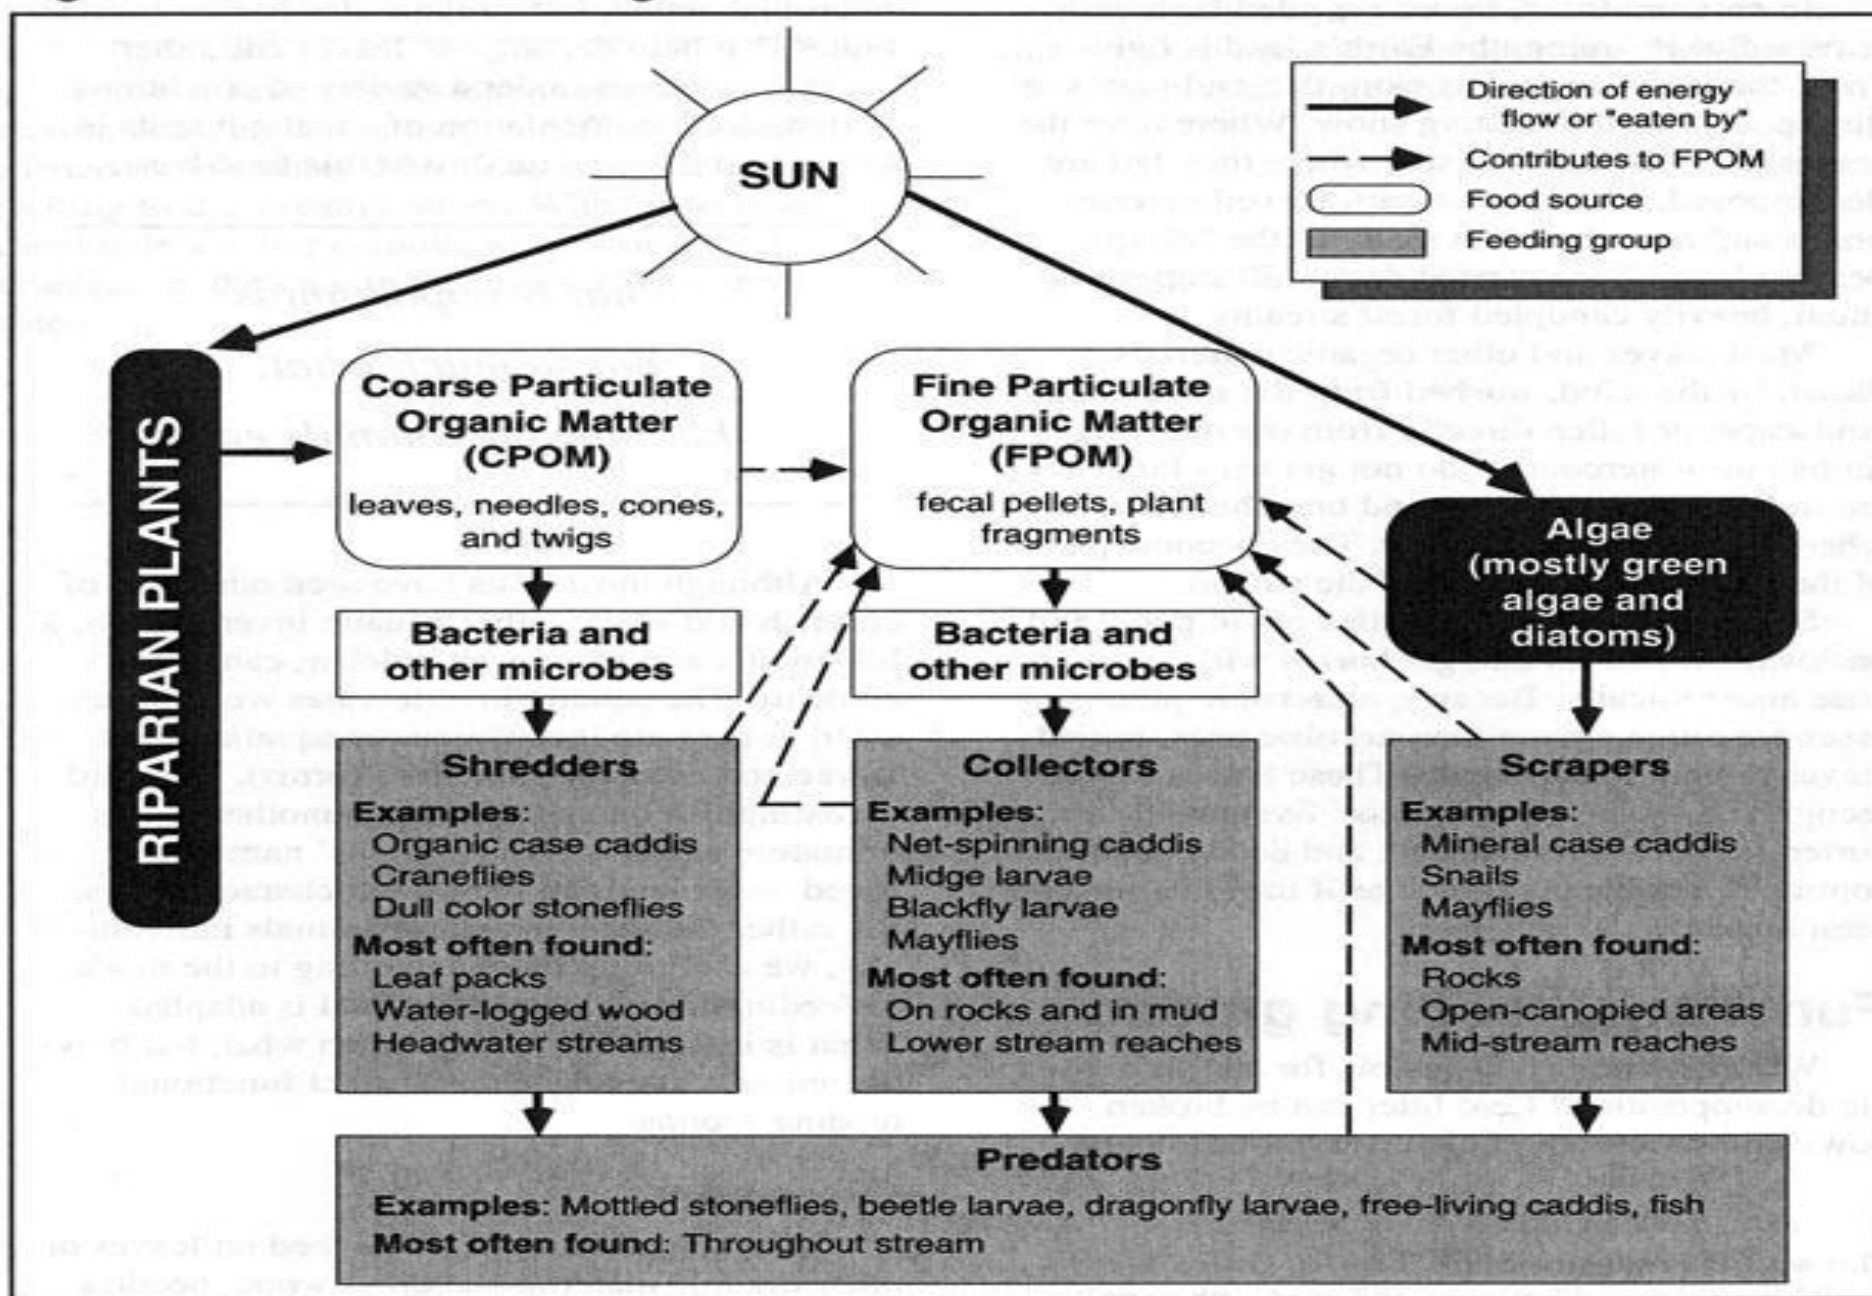 SUN
Direction of energy
flow or "eaten by"
Contributes to FPOM
Food source
Feeding group
RIPARIAN PLANTS
Coarse Particulate
Organic Matter
(CPOM)
leaves, needles, cones,
and twigs
Fine Particulate
Organic Matter
(FPOM)
fecal pellets, plant
fragments
Algae
(mostly green
algae and
diatoms)
Bacteria and
other microbes
Bacteria and
other microbes
Shredders
Examples:
Organic case caddis
Craneflies
Dull color stoneflies
Most often found:
Leaf packs
Water-logged wood
Headwater streams
Collectors
Examples:
Net-spinning caddis
Midge larvae
Blackfly larvae
Mayflies
Most often found:
On rocks and in mud
Lower stream reaches
Scrapers
Examples:
Mineral case caddis
Snails
Mayflies
Most often found:
Rocks
Open-canopied areas
Mid-stream reaches
Predators
Examples: Mottled stoneflies, beetle larvae, dragonfly larvae, free-living caddis, fish
Most often found: Throughout stream